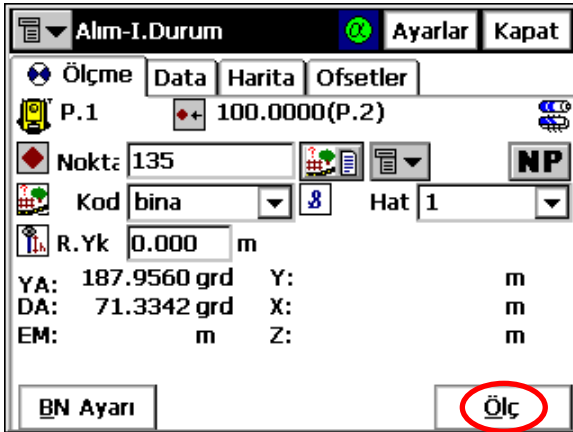 Alım-I.Durum α Ayarlar Kapat
Ölçme Data Harita Ofsetler
P.1 100.0000(P.2)
Nokta 135 NP
Kod bina 8 Hat 1
R.Yk 0.000 m
YA: 187.9560 grd Y: m
DA: 71.3342 grd X: m
EM: m Z: m
BN Ayarı Ölç